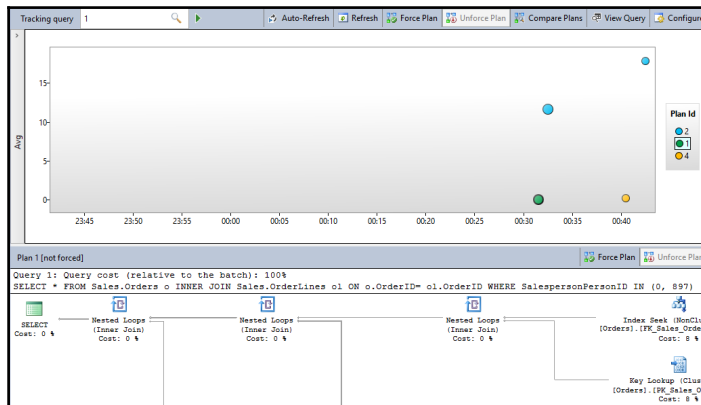 Tracking query 1 Auto-Refresh Refresh Force Plan Unforce Plan Compare Plans View Query Configure
Avg
15
10
5
0
23:45 23:50 23:55 00:00 00:05 00:10 00:15 00:20 00:25 00:30 00:35 00:40
Plan Id
2
1
4
Plan 1 [not forced] Force Plan Unforce Plan
Query 1: Query cost (relative to the batch): 100%
SELECT * FROM Sales.Orders o INNER JOIN Sales.OrderLines ol ON o.OrderID= ol.OrderID WHERE SalespersonPersonID IN (0, 897)
SELECT
Cost: 0 %
Nested Loops
(Inner Join)
Cost: 0 %
Nested Loops
(Inner Join)
Cost: 0 %
Nested Loops
(Inner Join)
Cost: 0 %
Index Seek (NonClu
[Orders].[FK_Sales_Orde
Cost: 8 %
Key Lookup (Clus
[Orders].[PK_Sales_O
Cost: 8 %